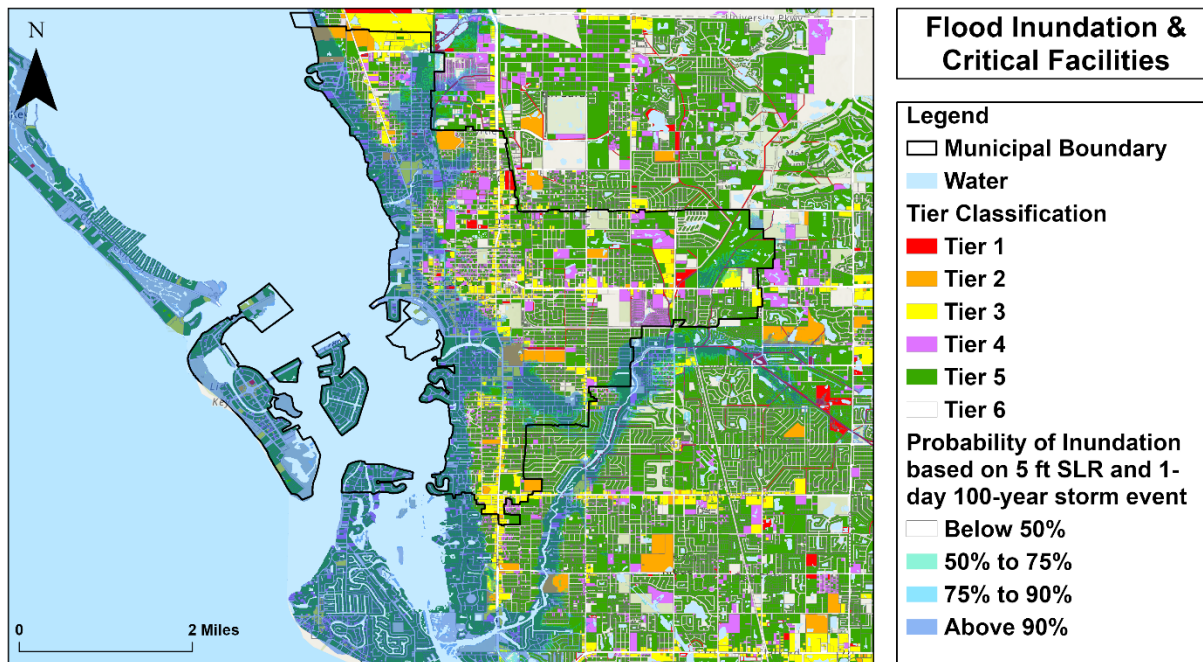 N
University Pkwy
0
2 Miles
Flood Inundation &
Critical Facilities
Legend
Municipal Boundary
Water
Tier Classification
Tier 1
Tier 2
Tier 3
Tier 4
Tier 5
Tier 6
Probability of Inundation
based on 5 ft SLR and 1-
day 100-year storm event
Below 50%
50% to 75%
75% to 90%
Above 90%